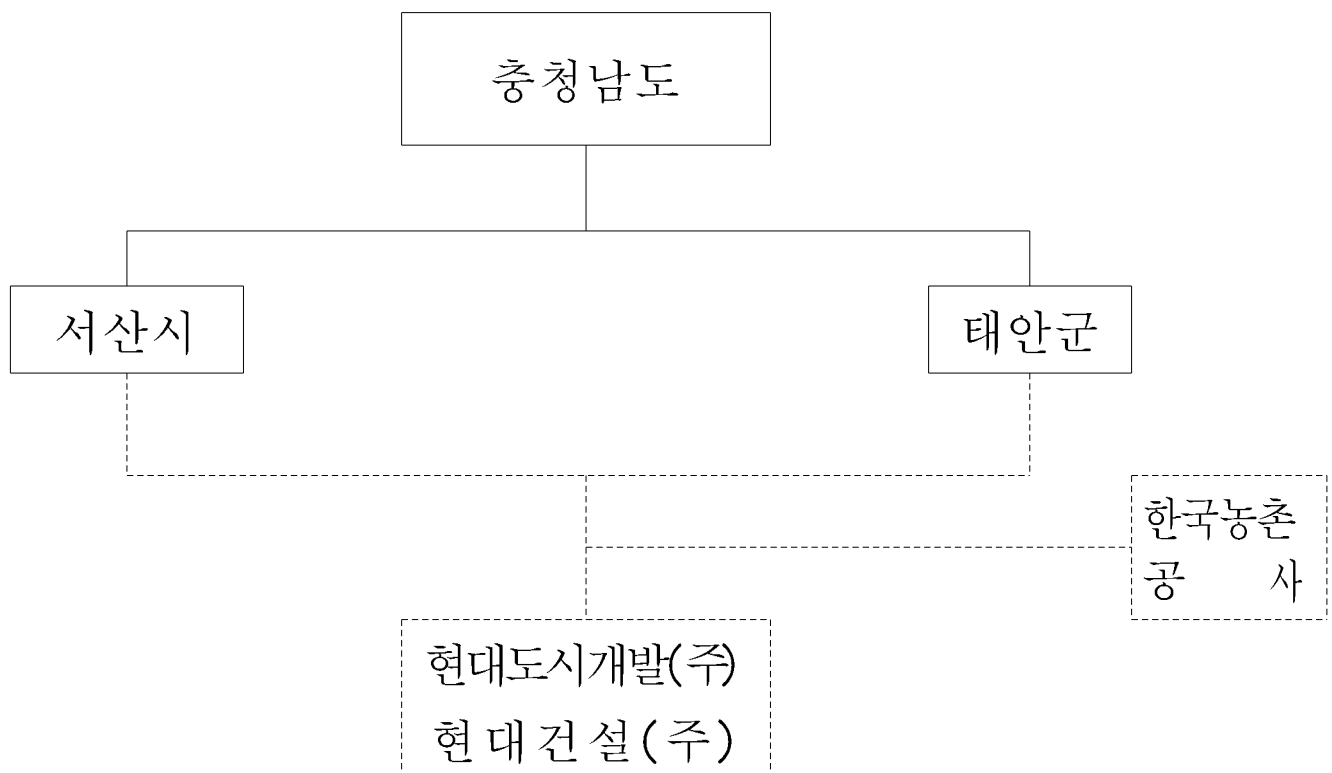 충청남도
서산시
태안군
한국농촌
공 사
현대도시개발(주)
현대건설(주)